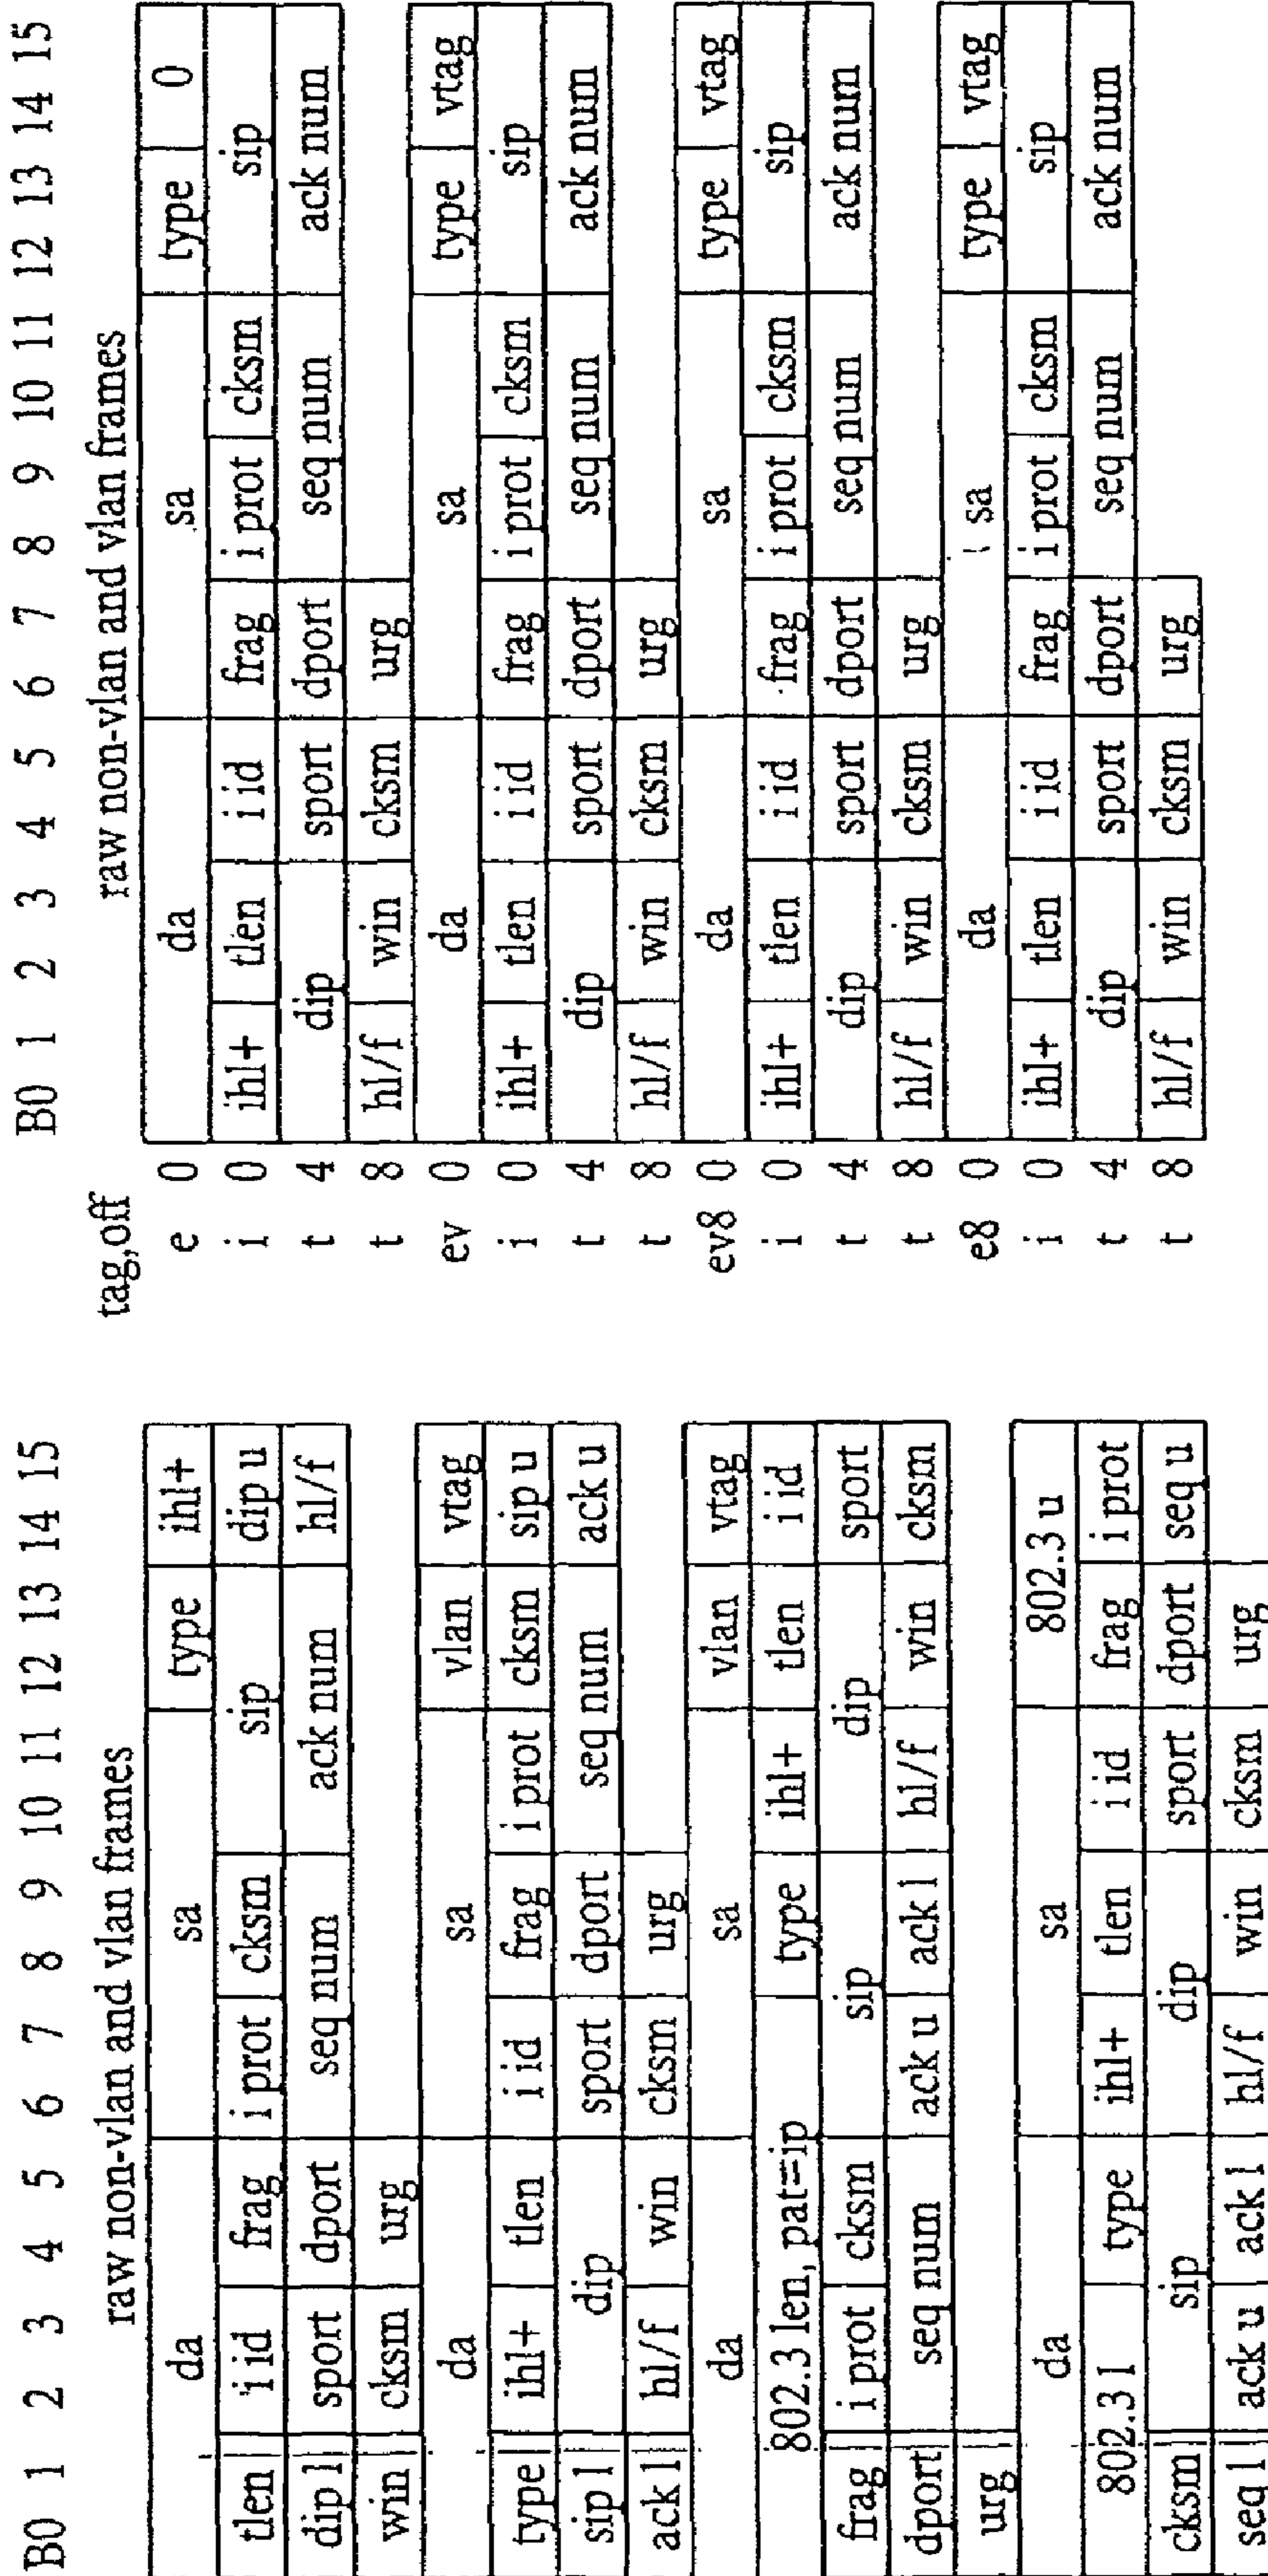 B0 1 2 3 4 5 6 7 8 9 10 11 12 13 14 15
raw non-vlan and vlan frames
da sa type ihl+
tlen i id frag i prot cksm sip dip u
dip l sport dport seq num ack num hl/f
win cksm urg
da sa vlan vtag
type ihl+ tlen i id frag i prot cksm sip u
sip l dip sport dport seq num ack u
ack l hl/f win cksm urg
da sa vlan vtag
802.3 len, pat=ip type ihl+ tlen i id
frag i prot cksm sip dip sport
dport seq num ack u ack l hl/f win cksm
urg
da sa 802.3 u
802.3 l type ihl+ tlen i id frag i prot
cksm sip dip sport dport seq u
seq l ack u ack l hl/f win cksm urg
B0 1 2 3 4 5 6 7 8 9 10 11 12 13 14 15
tag,off raw non-vlan and vlan frames
e 0 da sa type 0
i 0 ihl+ tlen i id frag i prot cksm sip
t 4 dip sport dport seq num ack num
t 8 hl/f win cksm urg
ev 0 da sa type vtag
i 0 ihl+ tlen i id frag i prot cksm sip
t 4 dip sport dport seq num ack num
t 8 hl/f win cksm urg
ev8 0 da sa type vtag
i 0 ihl+ tlen i id frag i prot cksm sip
t 4 dip sport dport seq num ack num
t 8 hl/f win cksm urg
e8 0 da sa type vtag
i 0 ihl+ tlen i id frag i prot cksm sip
t 4 dip sport dport seq num ack num
t 8 hl/f win cksm urg